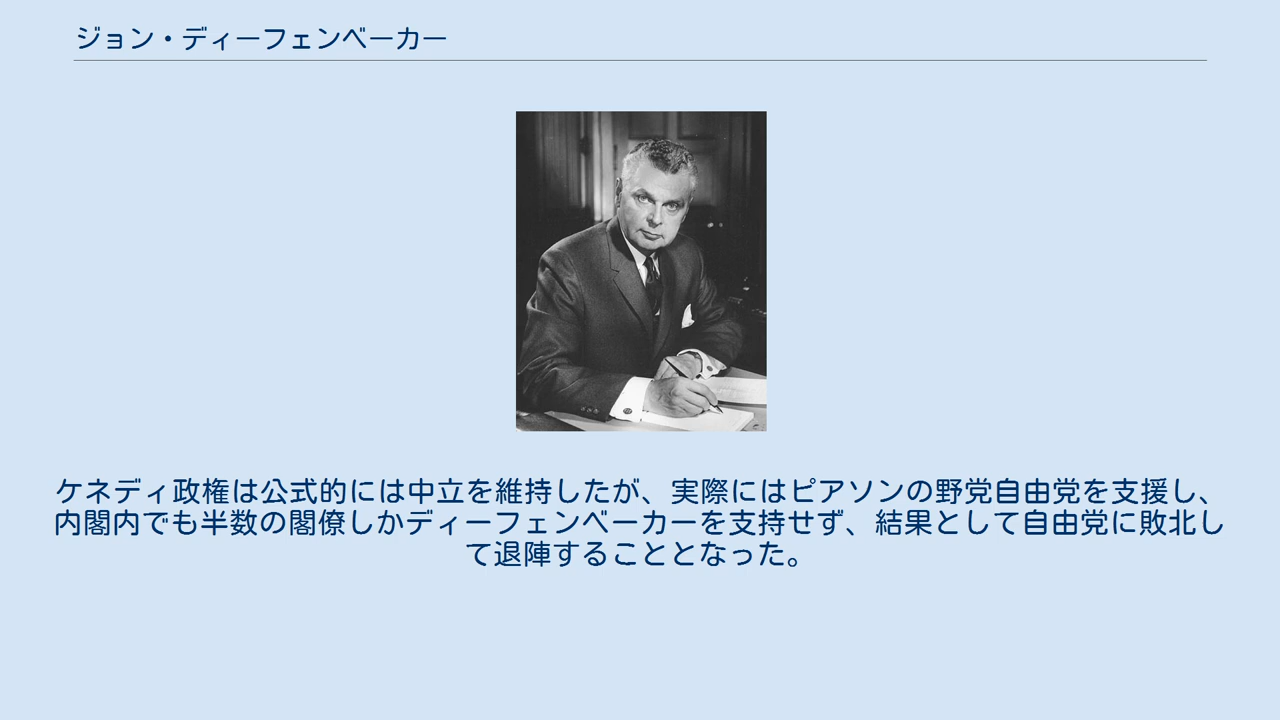 ジョン・ディーフェンベーカー
ケネディ政権は公式的には中立を維持したが、実際にはピアソンの野党自由党を支援し、
内閣内でも半数の閣僚しかディーフェンベーカーを支持せず、結果として自由党に敗北し
て退陣することとなった。